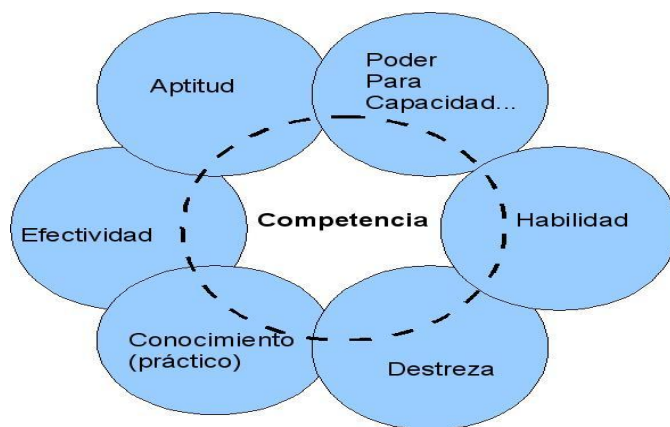 Aptitud
Poder
Para
Capacidad...
Efectividad
Competencia
Habilidad
Conocimiento
(práctico)
Destreza